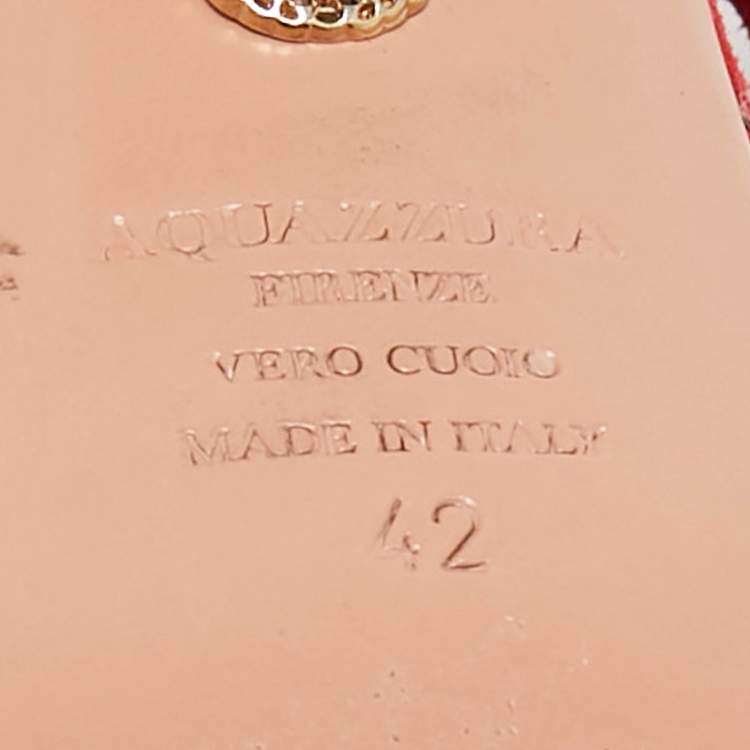 AQUAZZURA
FIRENZE
VERO CUOIO
MADE IN ITALY
42